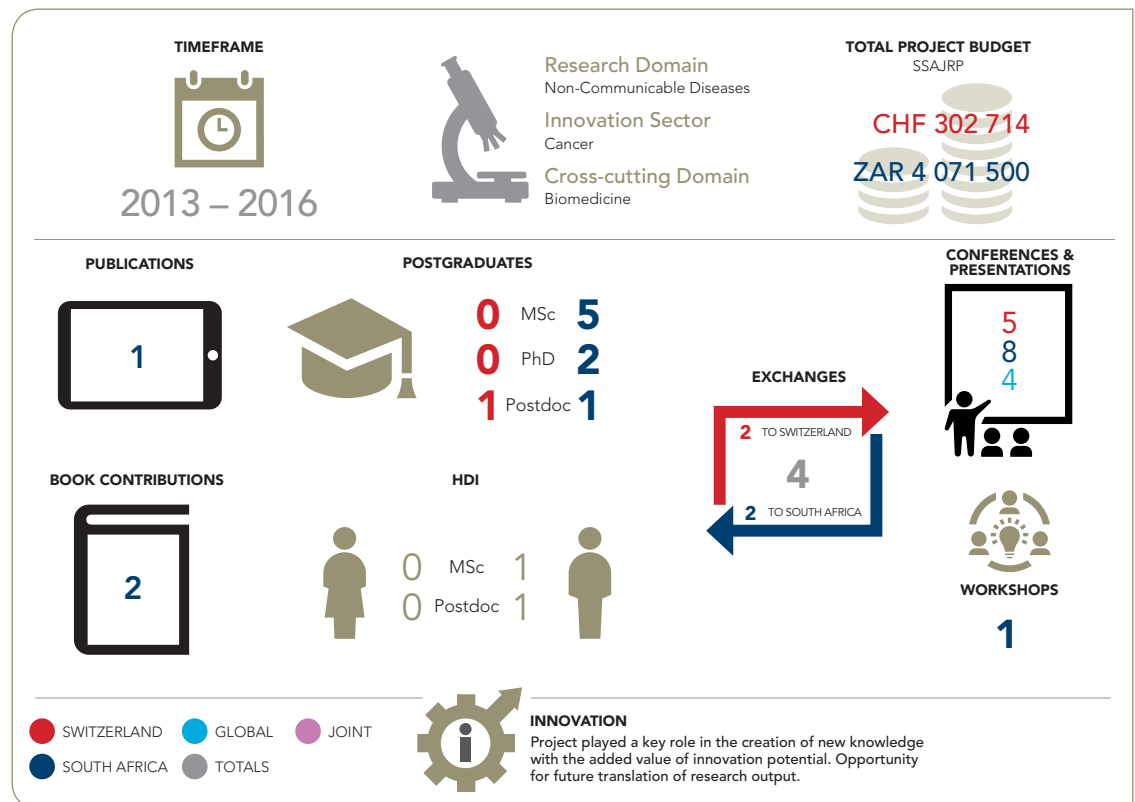 TIMEFRAME
2013 – 2016
Research Domain
Non-Communicable Diseases
Innovation Sector
Cancer
Cross-cutting Domain
Biomedicine
TOTAL PROJECT BUDGET
SSAJRP
CHF 302 714
ZAR 4 071 500
PUBLICATIONS
1
POSTGRADUATES
0 MSc 5
0 PhD 2
1 Postdoc 1
EXCHANGES
2 TO SWITZERLAND
4
2 TO SOUTH AFRICA
CONFERENCES &
PRESENTATIONS
5
8
4
BOOK CONTRIBUTIONS
2
HDI
0 MSc 1
0 Postdoc 1
WORKSHOPS
1
SWITZERLAND
GLOBAL
JOINT
SOUTH AFRICA
TOTALS
i
INNOVATION
Project played a key role in the creation of new knowledge
with the added value of innovation potential. Opportunity
for future translation of research output.